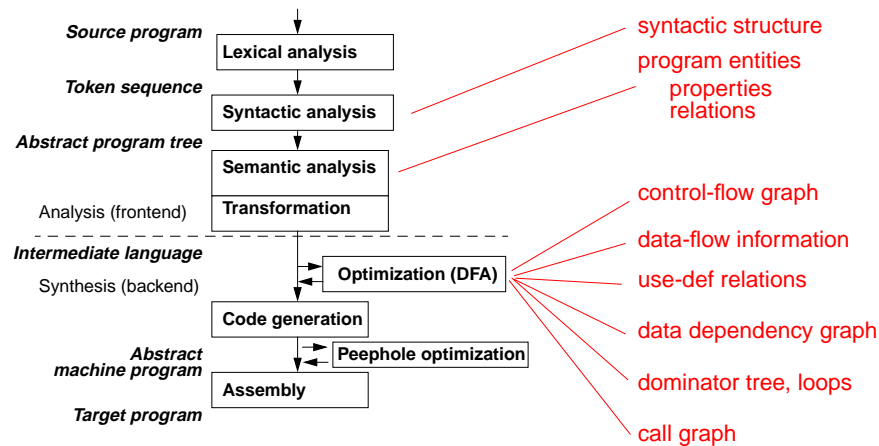 Source program
Lexical analysis
Token sequence
Syntactic analysis
Abstract program tree
Semantic analysis
Analysis (frontend)
Transformation
Intermediate language
Synthesis (backend)
Optimization (DFA)
Code generation
Abstract
machine program
Peephole optimization
Assembly
Target program
syntactic structure
program entities
properties
relations
control-flow graph
data-flow information
use-def relations
data dependency graph
dominator tree, loops
call graph